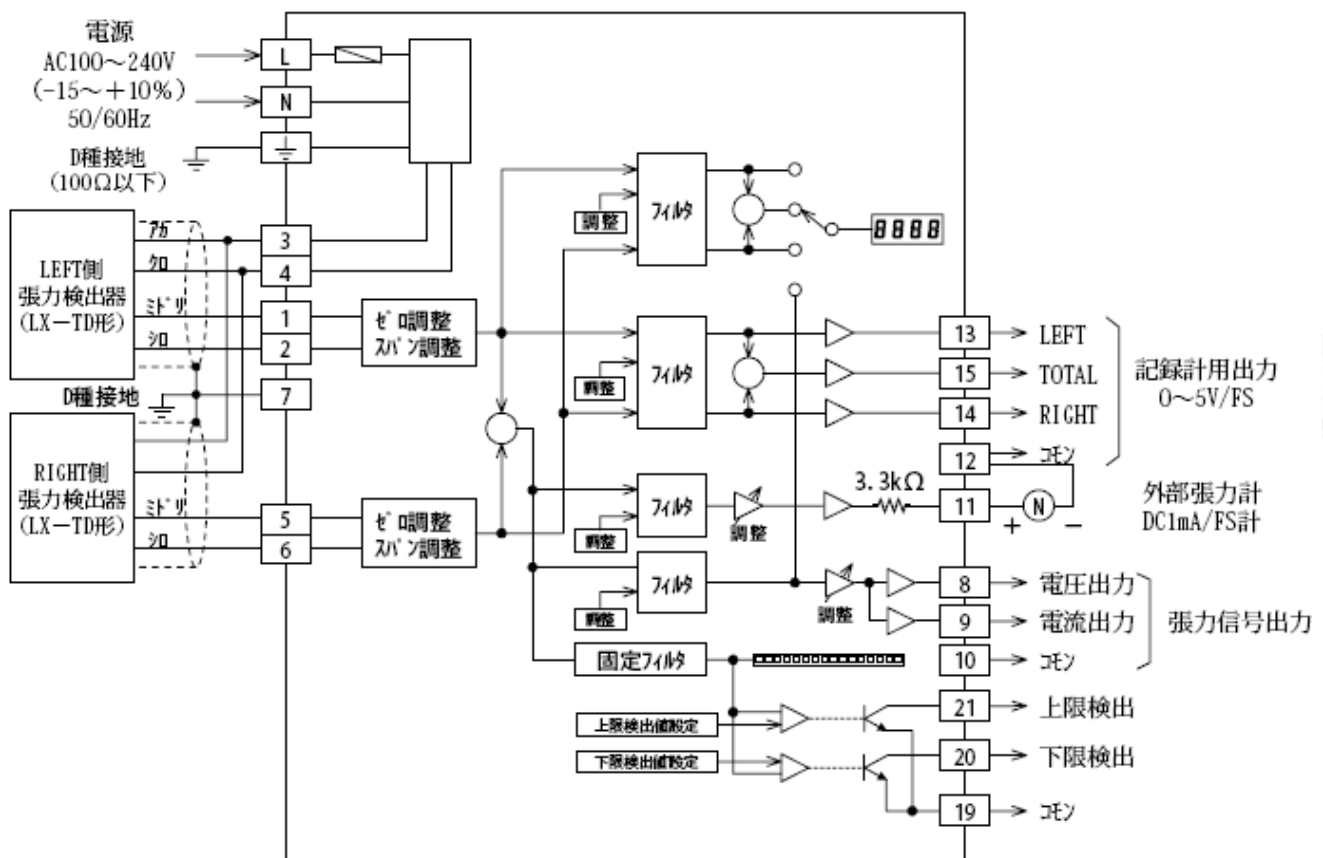 電源
AC100～240V
(-15～＋10%)
50/60Hz
D種接地
(100Ω以下)
L
N
LEFT側
張力検出器
(LX－TD形)
アカ
クロ
ミドリ
シロ
3
4
1
2
7
D種接地
RIGHT側
張力検出器
(LX－TD形)
ミドリ
シロ
5
6
ゼロ調整
スパン調整
ゼロ調整
スパン調整
フィルタ
調整
8888
フィルタ
調整
フィルタ
調整
調整
3.3kΩ
フィルタ
調整
調整
固定フィルタ
上限検出値設定
下限検出値設定
13
LEFT
15
TOTAL
14
RIGHT
12
コモン
記録計用出力
0～5V/FS
11
＋
N
－
外部張力計
DC1mA/FS計
8
電圧出力
9
電流出力
10
コモン
張力信号出力
21
上限検出
20
下限検出
19
コモン